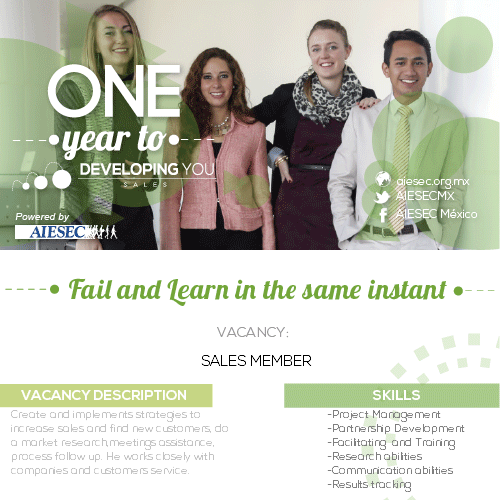 ONE
year to
DEVELOPING YOU
SALES
Powered by
AIESEC
aiesec.org.mx
AIESECMX
AIESEC México
Fail and Learn in the same instant
VACANCY:
SALES MEMBER
VACANCY DESCRIPTION
Create and implements strategies to
increase sales and find new customers, do
a market research,meetings assistance,
process follow up. He works closely with
companies and customers service.
SKILLS
-Project Management
-Partnership Development
-Facilitating and Training
-Research abilities
-Communication abilities
-Results tracking